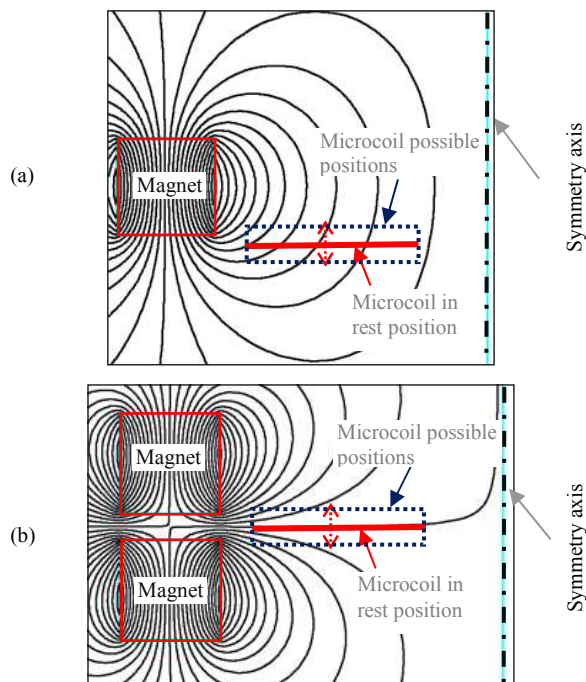 (a)
Magnet
Microcoil possible
positions
Microcoil in
rest position
Symmetry axis
(b)
Magnet
Magnet
Microcoil possible
positions
Microcoil in
rest position
Symmetry axis